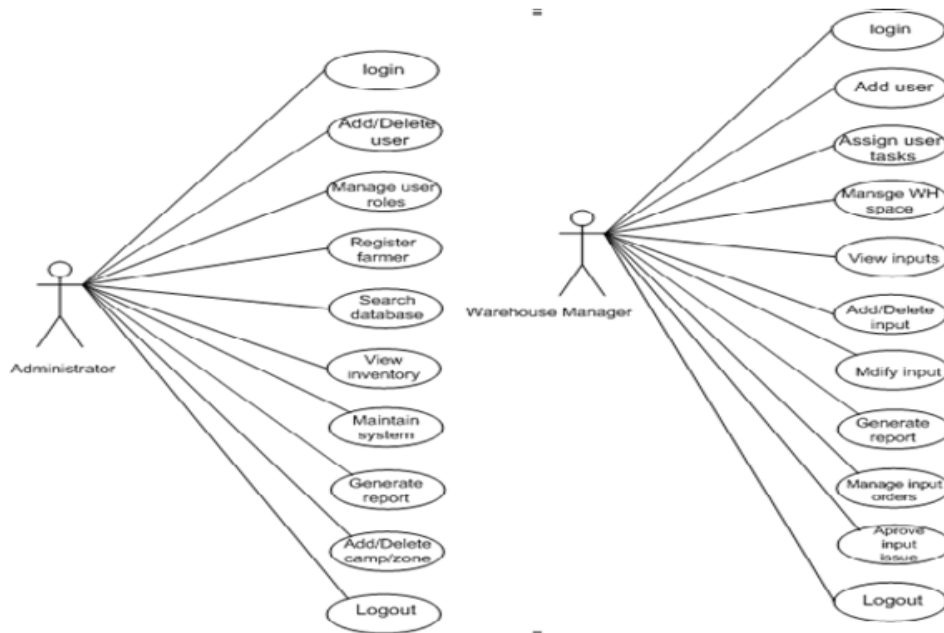 login
Add/Delete
user
Manage user
roles
Register
farmer
Search
database
View
inventory
Maintain
system
Generate
report
Add/Delete
camp/zone
Logout
Administrator
login
Add user
Assign user
tasks
Mansge WH
space
View inputs
Add/Delete
input
Mdify input
Generate
report
Manage input
orders
Aprove
input
issue
Logout
Warehouse Manager